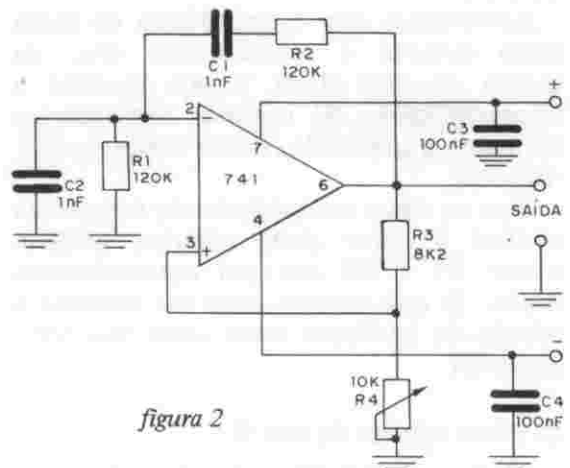 C1
1nF
R2
120K
+
2
−
7
C3
100nF
R1
120K
C2
1nF
741
6
SAÍDA
4
R3
8K2
3
+
−
10K
R4
C4
100nF
figura 2